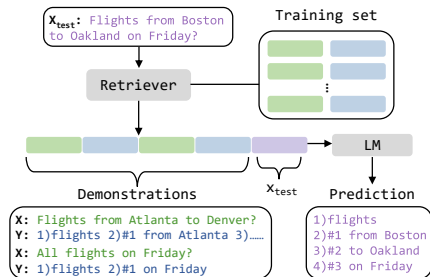 X_test: Flights from Boston
to Oakland on Friday?
Training set
Retriever
⋮
LM
Demonstrations
x_test
Prediction
X: Flights from Atlanta to Denver?
Y: 1)flights 2)#1 from Atlanta 3)……
X: All flights on Friday?
Y: 1)flights 2)#1 on Friday
1)flights
2)#1 from Boston
3)#2 to Oakland
4)#3 on Friday